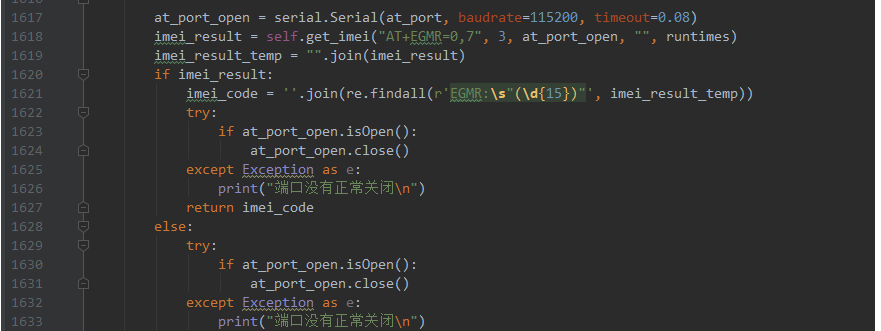 1617 at_port_open = serial.Serial(at_port, baudrate=115200, timeout=0.08)
1618 imei_result = self.get_imei("AT+EGMR=0,7", 3, at_port_open, "", runtimes)
1619 imei_result_temp = "".join(imei_result)
1620 if imei_result:
1621 imei_code = ''.join(re.findall(r'EGMR:\s"(\d{15})"', imei_result_temp))
1622 try:
1623 if at_port_open.isOpen():
1624 at_port_open.close()
1625 except Exception as e:
1626 print("端口没有正常关闭\n")
1627 return imei_code
1628 else:
1629 try:
1630 if at_port_open.isOpen():
1631 at_port_open.close()
1632 except Exception as e:
1633 print("端口没有正常关闭\n")